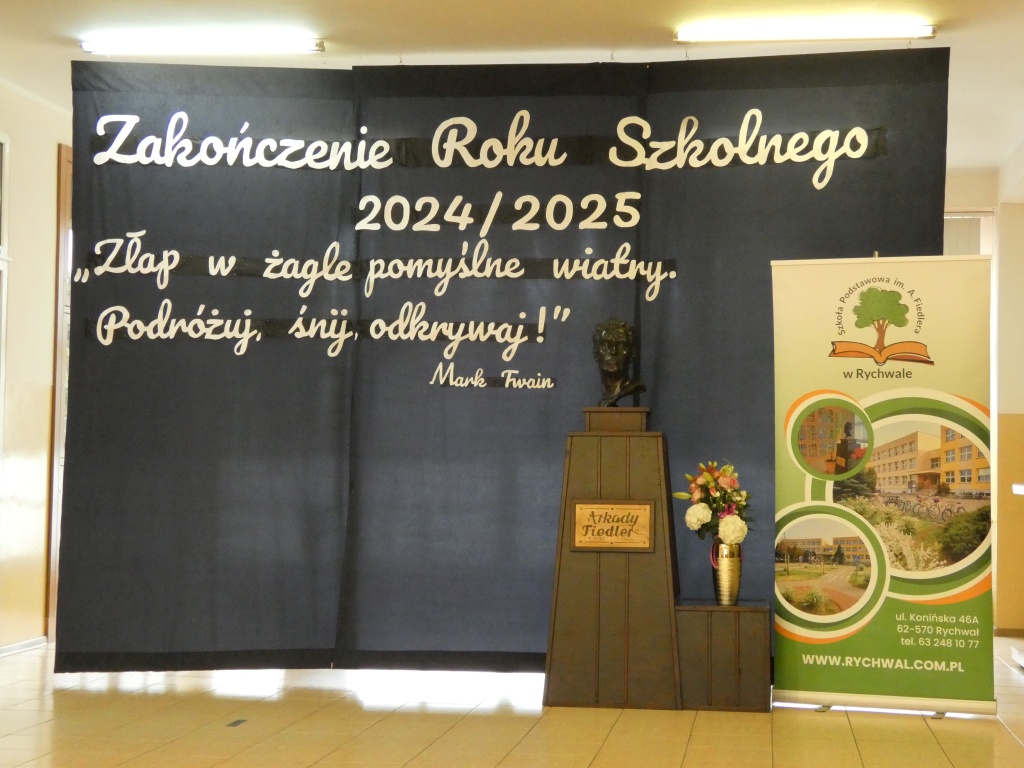 Zakończenie Roku Szkolnego
2024/2025
„Złap w żagle pomyślne wiatry.
Podróżuj, śnij, odkrywaj!”
Mark Twain
Arkady
Fiedler
Szkoła Podstawowa im. A.Fiedlera
w Rychwale
ul. Konińska 46A
62-570 Rychwał
tel. 63 248 10 77
WWW.RYCHWAL.COM.PL